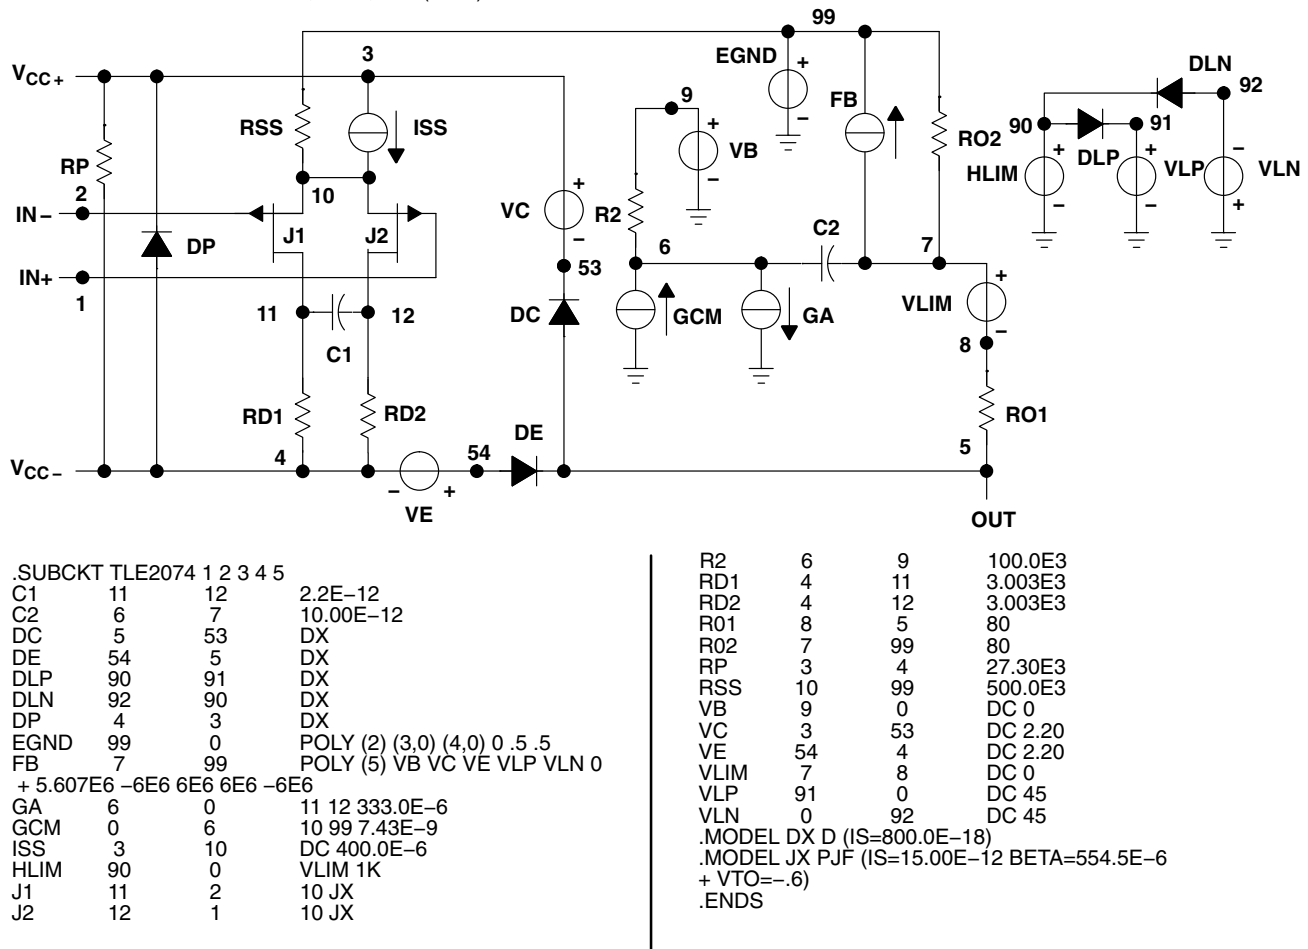 99
3
V_CC+
EGND
+
−
FB
DLN
92
RSS
ISS
9
+
VB
−
RO2
90
91
+
HLIM
−
DLP
+
VLP
−
−
VLN
+
RP
10
2
IN−
+
VC
−
R2
C2
J1
J2
DP
6
7
IN+
1
53
+
VLIM
−
GCM
GA
11
12
C1
DC
8
RD1
RD2
RO1
DE
54
5
4
V_CC−
−
+
VE
OUT
.SUBCKT TLE2074 1 2 3 4 5
C1 11 12 2.2E−12
C2 6 7 10.00E−12
DC 5 53 DX
DE 54 5 DX
DLP 90 91 DX
DLN 92 90 DX
DP 4 3 DX
EGND 99 0 POLY (2) (3,0) (4,0) 0 .5 .5
FB 7 99 POLY (5) VB VC VE VLP VLN 0
+ 5.607E6 −6E6 6E6 6E6 −6E6
GA 6 0 11 12 333.0E−6
GCM 0 6 10 99 7.43E−9
ISS 3 10 DC 400.0E−6
HLIM 90 0 VLIM 1K
J1 11 2 10 JX
J2 12 1 10 JX
R2 6 9 100.0E3
RD1 4 11 3.003E3
RD2 4 12 3.003E3
R01 8 5 80
R02 7 99 80
RP 3 4 27.30E3
RSS 10 99 500.0E3
VB 9 0 DC 0
VC 3 53 DC 2.20
VE 54 4 DC 2.20
VLIM 7 8 DC 0
VLP 91 0 DC 45
VLN 0 92 DC 45
.MODEL DX D (IS=800.0E−18)
.MODEL JX PJF (IS=15.00E−12 BETA=554.5E−6
+ VTO=−.6)
.ENDS